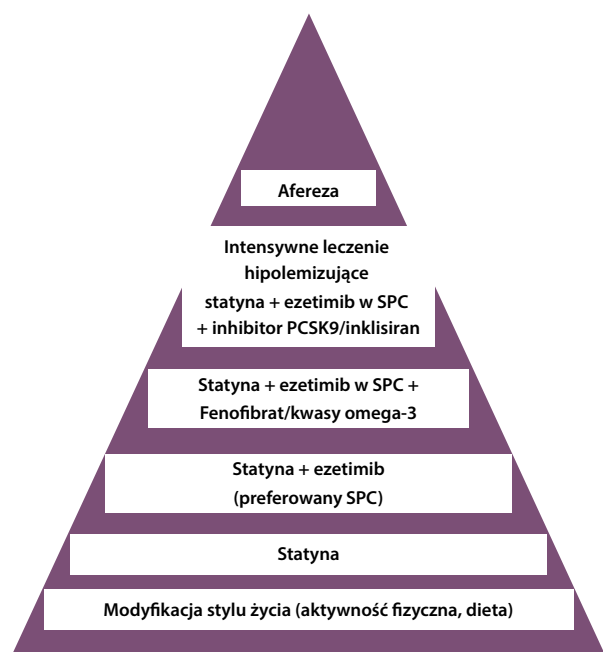 Afereza
Intensywne leczenie
hipolemizujące
statyna + ezetimib w SPC
+ inhibitor PCSK9/inklisiran
Statyna + ezetimib w SPC +
Fenofibrat/kwasy omega-3
Statyna + ezetimib
(preferowany SPC)
Statyna
Modyfikacja stylu życia (aktywność fizyczna, dieta)